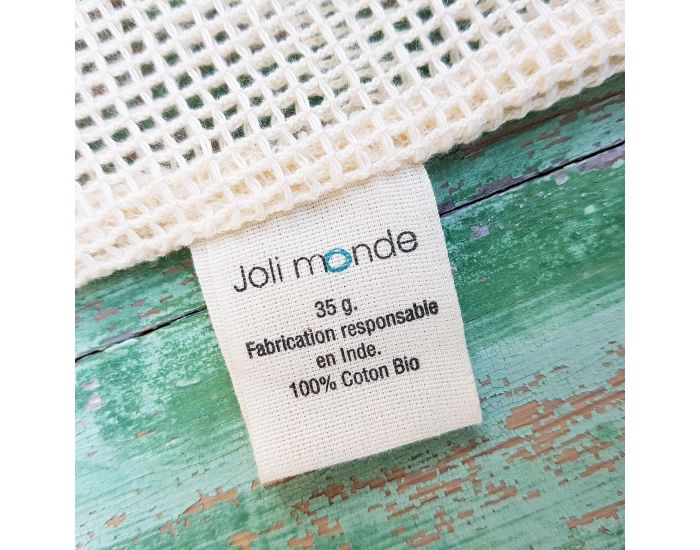 Joli monde
35 g.
Fabrication responsable
en Inde.
100% Coton Bio